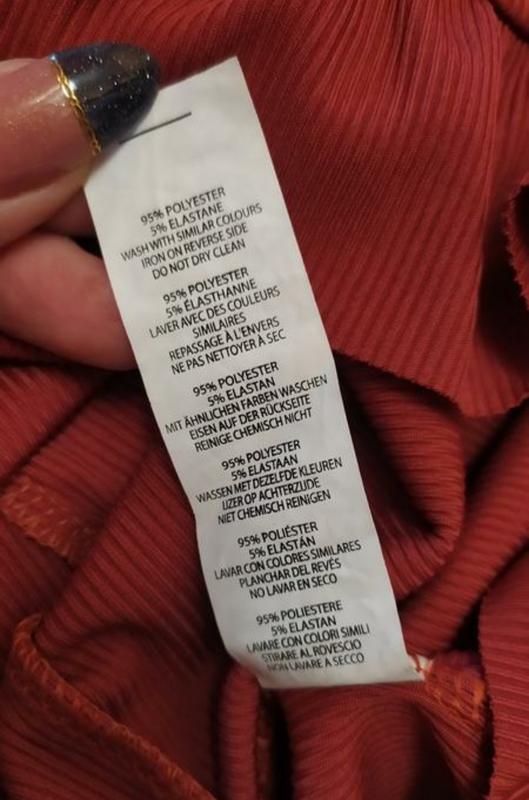 95% POLYESTER
5% ELASTANE
WASH WITH SIMILAR COLOURS
IRON ON REVERSE SIDE
DO NOT DRY CLEAN
95% POLYESTER
5% ÉLASTHANNE
LAVER AVEC DES COULEURS
SIMILAIRES
REPASSAGE À L'ENVERS
NE PAS NETTOYER À SEC
95% POLYESTER
5% ELASTAN
MIT ÄHNLICHEN FARBEN WASCHEN
EISEN AUF DER RÜCKSEITE
REINIGE CHEMISCH NICHT
95% POLYESTER
5% ELASTAAN
WASSEN MET DEZELFDE KLEUREN
IJZER OP ACHTERZIJDE
NIET CHEMISCH REINIGEN
95% POLIÉSTER
5% ELASTÁN
LAVAR CON COLORES SIMILARES
PLANCHAR DEL REVÉS
NO LAVAR EN SECO
95% POLIESTERE
5% ELASTAN
LAVARE CON COLORI SIMILI
STIRARE AL ROVESCIO
NON LAVARE A SECCO